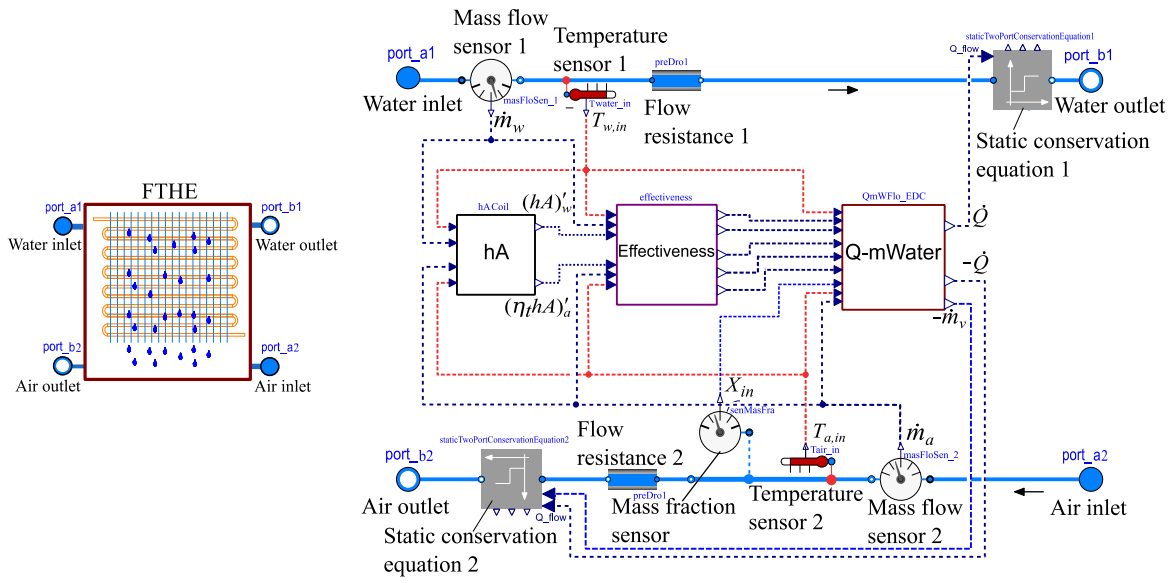 FTHE
port_a1
Water inlet
port_b1
Water outlet
port_b2
Air outlet
port_a2
Air inlet
port_a1
Water inlet
Mass flow
sensor 1
masFloSen_1
ṁ_w
Temperature
sensor 1
Twater_in
T_{w,in}
preDro1
Flow
resistance 1
staticTwoPortConservationEquation1
Q_flow
port_b1
Water outlet
Static conservation
equation 1
hACoil
hA
(hA)'_w
(η_t hA)'_a
effectiveness
Effectiveness
QmWFlo_EDC
Q-mWater
Q̇
-Q̇
-ṁ_v
X_{in}
senMasFra
Mass fraction
sensor
T_{a,in}
Tair_in
Temperature
sensor 2
ṁ_a
masFloSen_2
Mass flow
sensor 2
port_a2
Air inlet
Flow
resistance 2
preDro1
staticTwoPortConservationEquation2
Q_flow
port_b2
Air outlet
Static conservation
equation 2